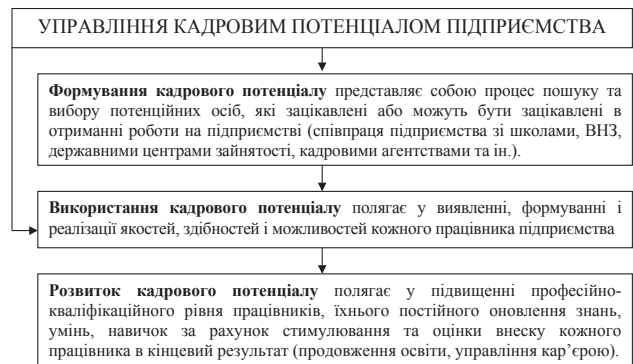 УПРАВЛІННЯ КАДРОВИМ ПОТЕНЦІАЛОМ ПІДПРИЄМСТВА
Формування кадрового потенціалу представляє собою процес пошуку та
вибору потенційних осіб, які зацікавлені або можуть бути зацікавлені в
отриманні роботи на підприємстві (співпраця підприємства зі школами, ВНЗ,
державними центрами зайнятості, кадровими агентствами та ін.).
Використання кадрового потенціалу полягає у виявленні, формуванні і
реалізації якостей, здібностей і можливостей кожного працівника підприємства
Розвиток кадрового потенціалу полягає у підвищенні професійно-
кваліфікаційного рівня працівників, їхнього постійного оновлення знань,
умінь, навичок за рахунок стимулювання та оцінки внеску кожного
працівника в кінцевий результат (продовження освіти, управління кар’єрою).